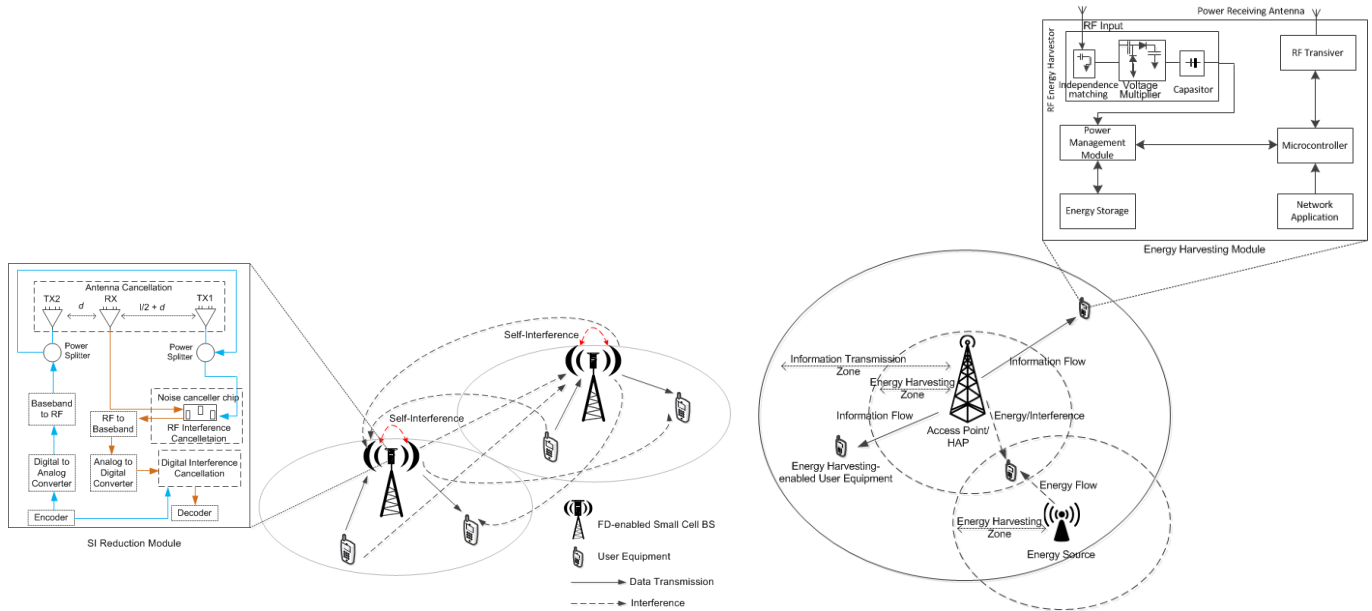 Antenna Cancellation
TX2
RX
TX1
d
l/2 + d
Power
Splitter
Power
Splitter
Baseband
to RF
RF to
Baseband
Noise canceller chip
RF Interference
Cancelletaion
Digital to
Analog
Converter
Analog to
Digital
Converter
Digital Interference
Cancellation
Encoder
Decoder
SI Reduction Module
Self-Interference
Self-Interference
FD-enabled Small Cell BS
User Equipment
Data Transmission
Interference
Power Receiving Antenna
RF Energy Harvestor
RF Input
Independence
matching
Voltage
Multiplier
Capasitor
RF Transiver
Power
Management
Module
Microcontroller
Energy Storage
Network
Application
Energy Harvesting Module
Information Transmission
Zone
Energy Harvesting
Zone
Information Flow
Information Flow
Energy/Interference
Access Point/
HAP
Energy Harvesting-
enabled User Equipment
Energy Flow
Energy Harvesting
Zone
Energy Source